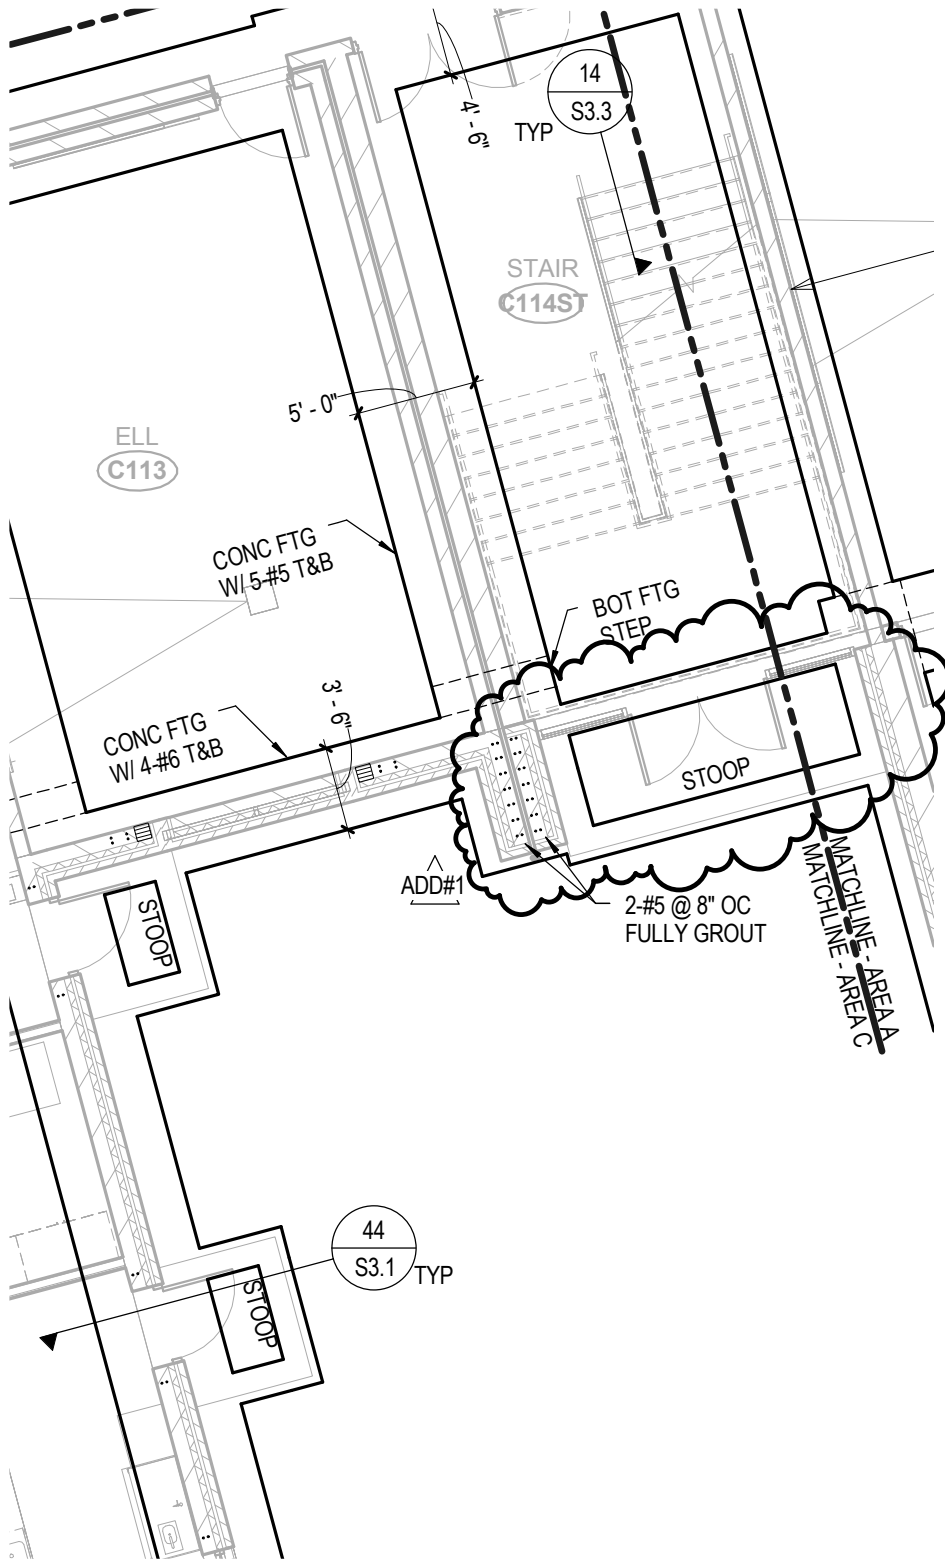 14
S3.3
TYP
4' - 6"
STAIR
C114ST
5' - 0"
ELL
C113
CONC FTG
W/ 5-#5 T&B
BOT FTG
STEP
3' - 6"
CONC FTG
W/ 4-#6 T&B
STOOP
ADD#1
2-#5 @ 8" OC
FULLY GROUT
MATCHLINE - AREA A
MATCHLINE - AREA C
STOOP
44
S3.1
TYP
STOOP